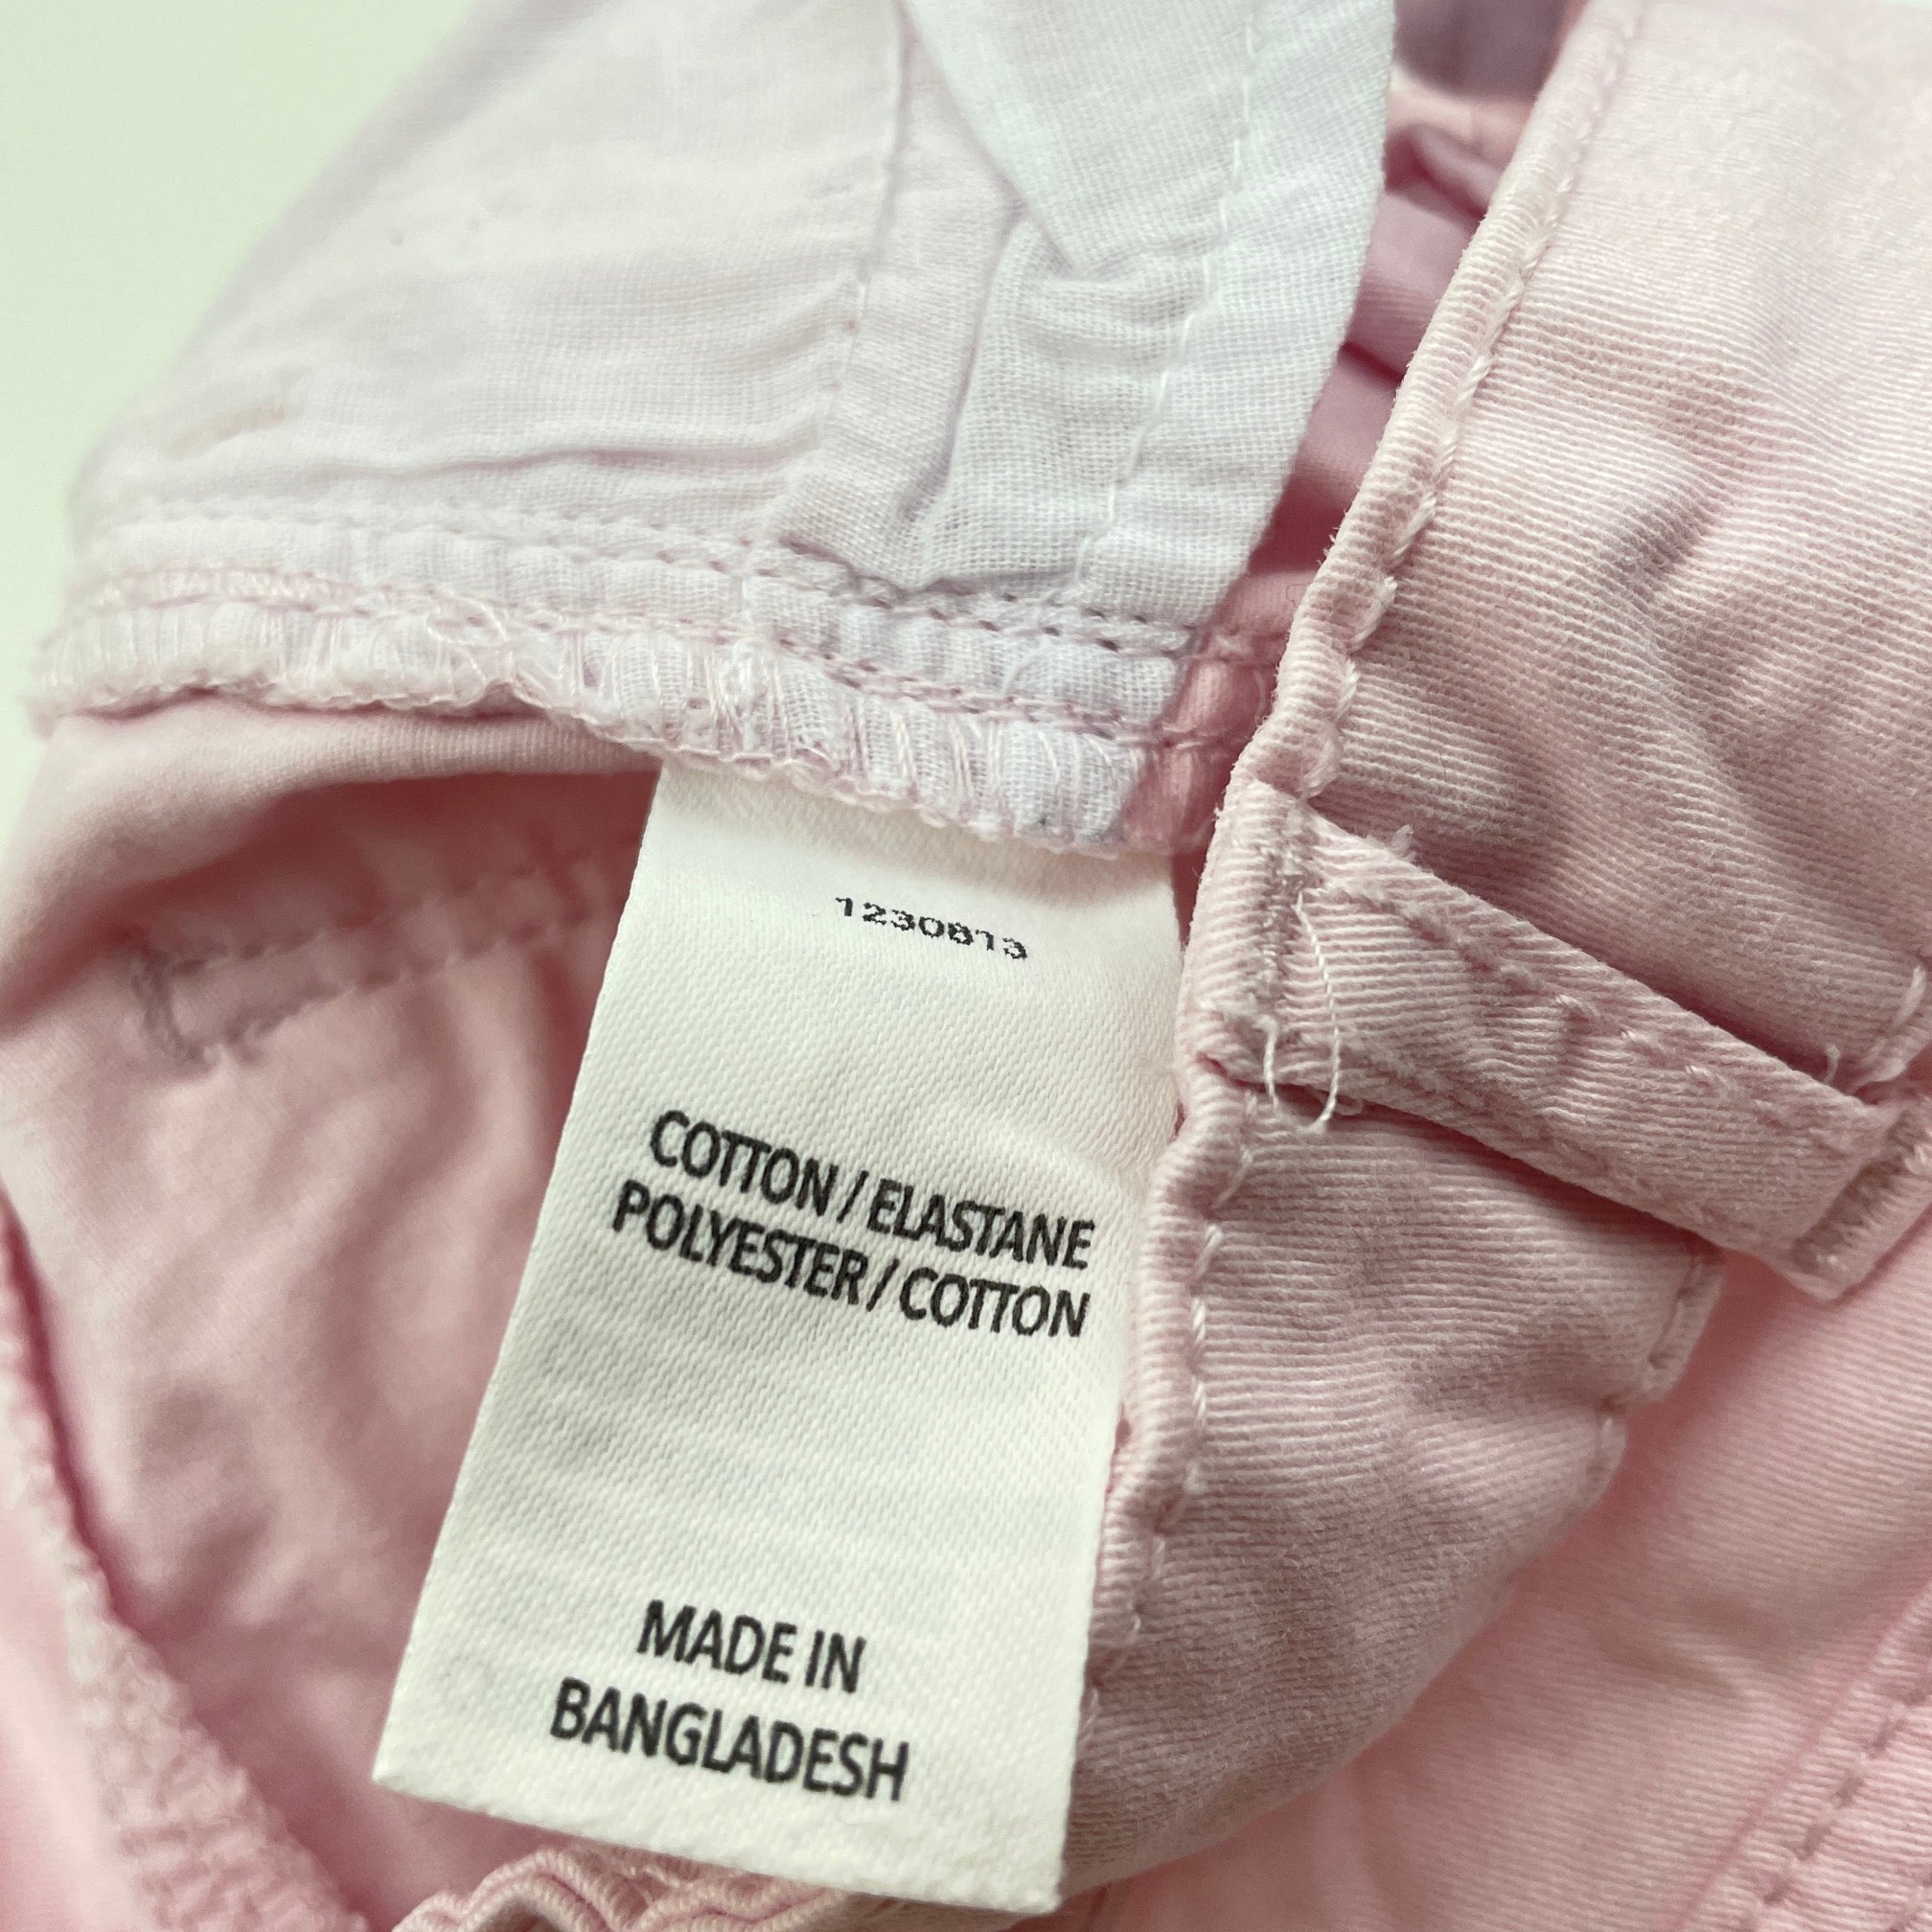 1230813
COTTON / ELASTANE
POLYESTER / COTTON
MADE IN
BANGLADESH